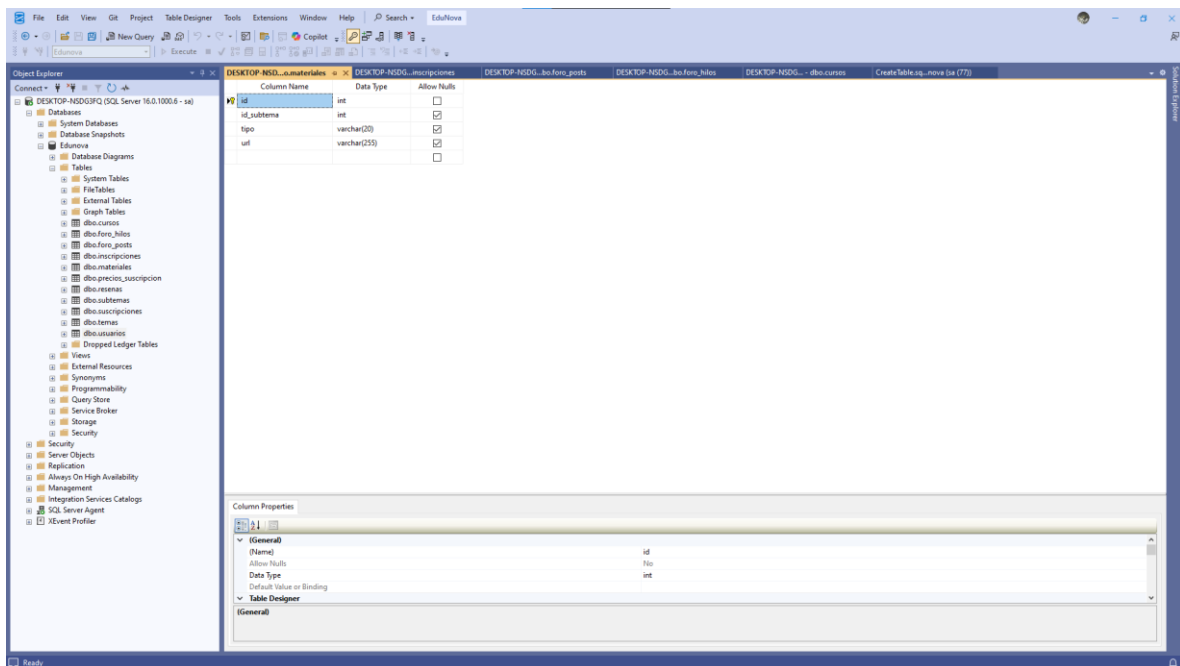 File Edit View Git Project Table Designer Tools Extensions Window Help Search EduNova
New Query Copilot
Edunova Execute
Object Explorer
Connect
DESKTOP-NSDG3FQ (SQL Server 16.0.1000.6 - sa)
Databases
System Databases
Database Snapshots
Edunova
Database Diagrams
Tables
System Tables
FileTables
External Tables
Graph Tables
dbo.cursos
dbo.foro_hilos
dbo.foro_posts
dbo.inscripciones
dbo.materiales
dbo.precios_suscripcion
dbo.resenas
dbo.subtemas
dbo.suscripciones
dbo.temas
dbo.usuarios
Dropped Ledger Tables
Views
External Resources
Synonyms
Programmability
Query Store
Service Broker
Storage
Security
Security
Server Objects
Replication
Always On High Availability
Management
Integration Services Catalogs
SQL Server Agent
XEvent Profiler
DESKTOP-NSD...o.materiales DESKTOP-NSDG...inscripciones DESKTOP-NSDG...bo.foro_posts DESKTOP-NSDG...bo.foro_hilos DESKTOP-NSDG... - dbo.cursos CreateTable.sq...nova (sa (77))
Column Name Data Type Allow Nulls
id int
id_subtema int
tipo varchar(20)
url varchar(255)
Column Properties
(General)
(Name) id
Allow Nulls No
Data Type int
Default Value or Binding
Table Designer
(General)
Solution Explorer
Ready